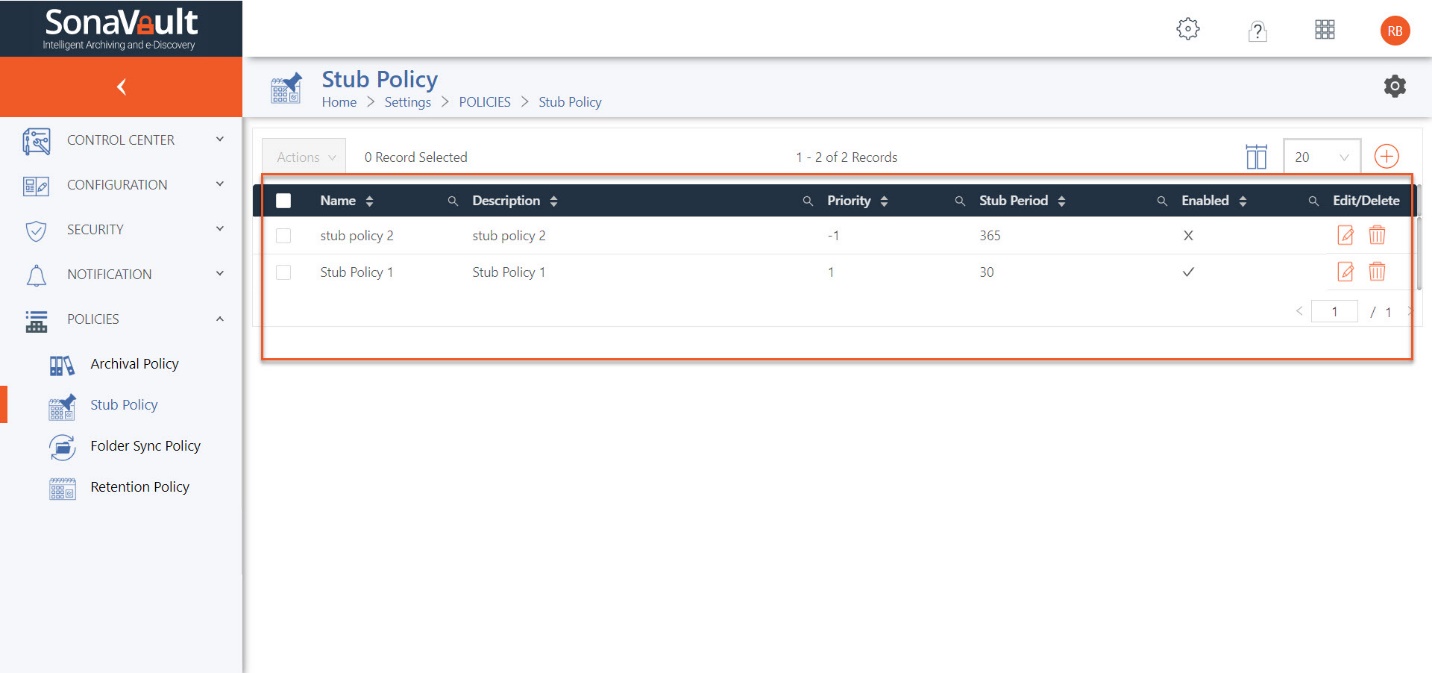 SonaVault
Intelligent Archiving and e-Discovery
?
RB
Stub Policy
Home > Settings > POLICIES > Stub Policy
CONTROL CENTER
CONFIGURATION
SECURITY
NOTIFICATION
POLICIES
Archival Policy
Stub Policy
Folder Sync Policy
Retention Policy
Actions 0 Record Selected 1 - 2 of 2 Records 20
Name Description Priority Stub Period Enabled Edit/Delete
stub policy 2 stub policy 2 -1 365 X
Stub Policy 1 Stub Policy 1 1 30 ✓
< 1 / 1 >